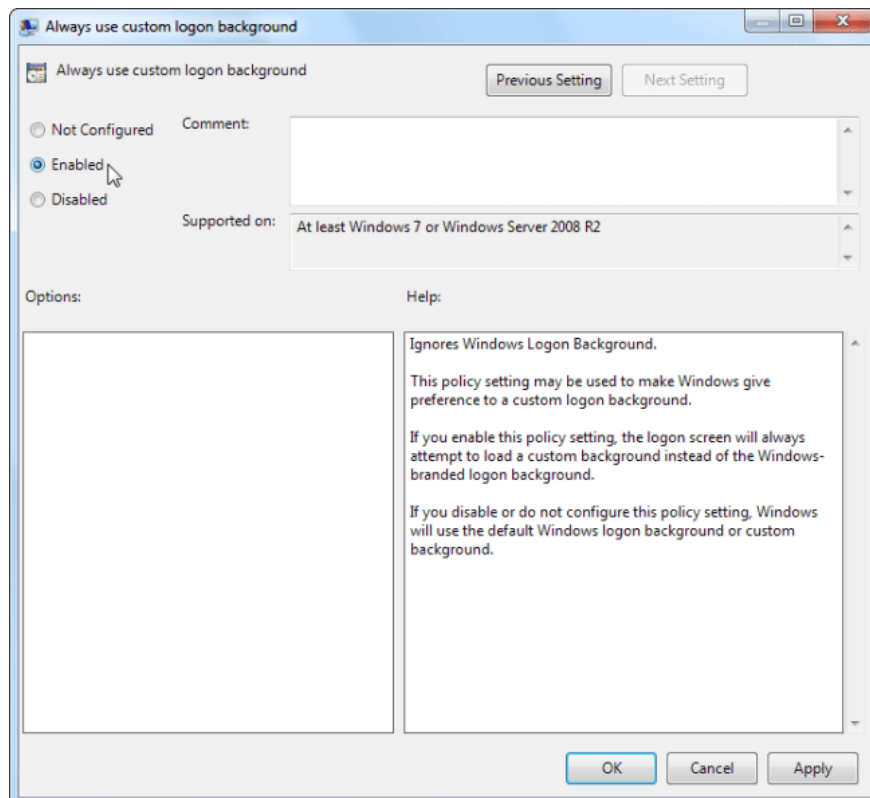 Always use custom logon background
Always use custom logon background
Previous Setting
Next Setting
Not Configured
Comment:
Enabled
Disabled
Supported on:
At least Windows 7 or Windows Server 2008 R2
Options:
Help:
Ignores Windows Logon Background.
This policy setting may be used to make Windows give
preference to a custom logon background.
If you enable this policy setting, the logon screen will always
attempt to load a custom background instead of the Windows-
branded logon background.
If you disable or do not configure this policy setting, Windows
will use the default Windows logon background or custom
background.
OK
Cancel
Apply